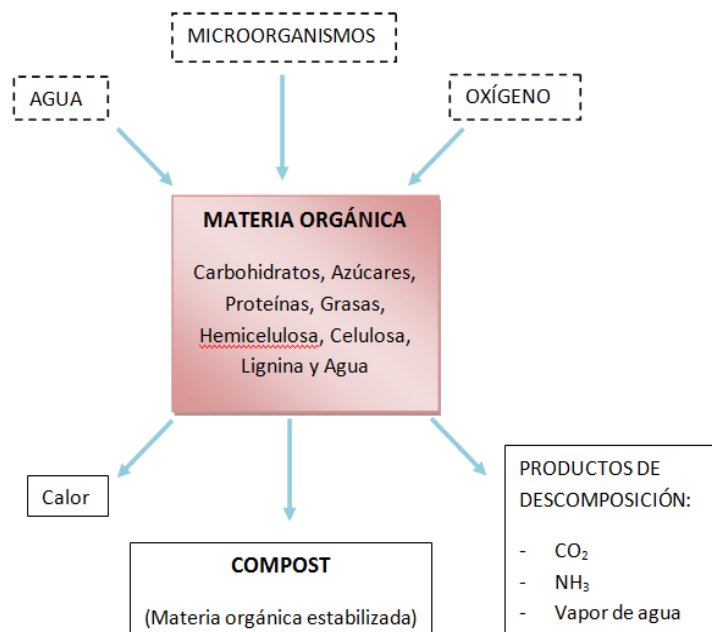 MICROORGANISMOS
AGUA
OXÍGENO
MATERIA ORGÁNICA
Carbohidratos, Azúcares,
Proteínas, Grasas,
Hemicelulosa, Celulosa,
Lignina y Agua
Calor
COMPOST
(Materia orgánica estabilizada)
PRODUCTOS DE
DESCOMPOSICIÓN:
- CO₂
- NH₃
- Vapor de agua